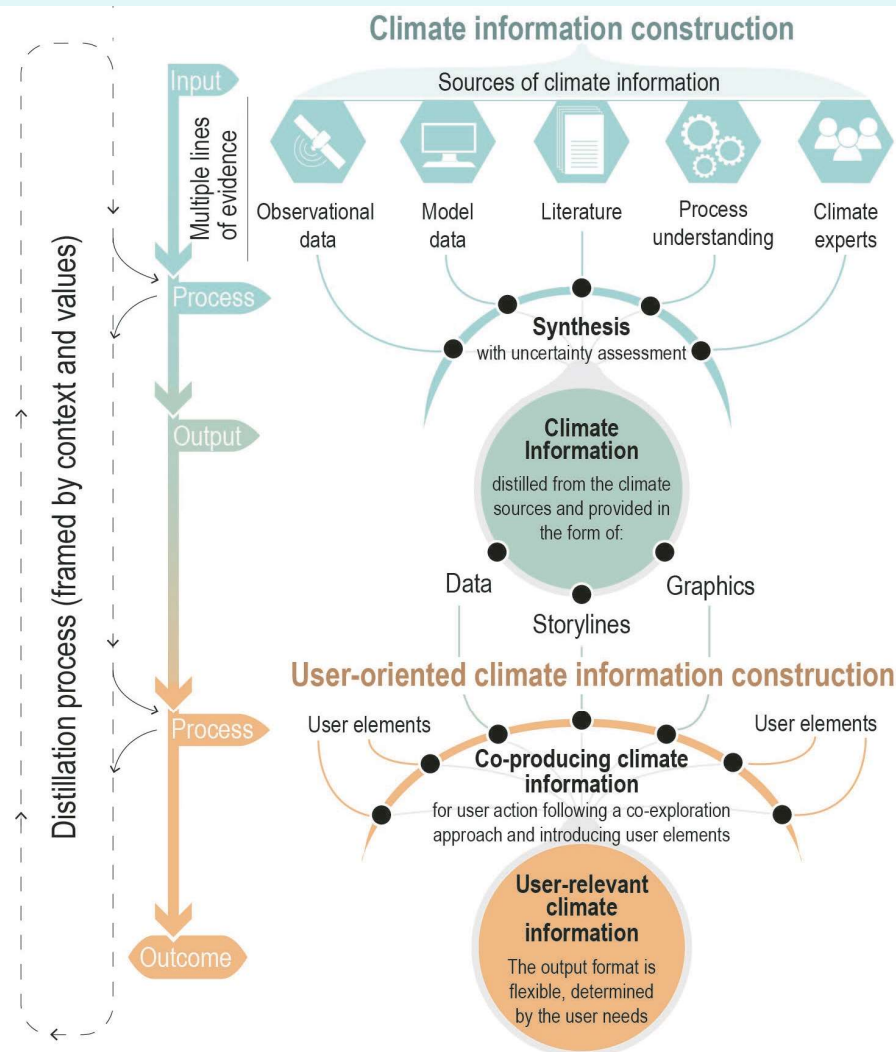 Climate information construction
Input
Sources of climate information
Multiple lines
of evidence
Observational
data
Model
data
Literature
Process
understanding
Climate
experts
Process
Synthesis
with uncertainty assessment
Output
Climate
Information
distilled from the climate
sources and provided in
the form of:
Data
Storylines
Graphics
Distillation process (framed by context and values)
User-oriented climate information construction
Process
User elements
User elements
Co-producing climate
information
for user action following a co-exploration
approach and introducing user elements
User-relevant
climate
information
The output format is
flexible, determined
by the user needs
Outcome